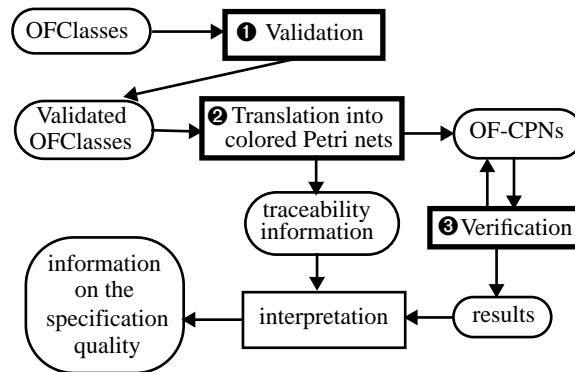 OFClasses
❶ Validation
Validated
OFClasses
❷ Translation into
colored Petri nets
OF-CPNs
traceability
information
❸ Verification
information
on the
specification
quality
interpretation
results